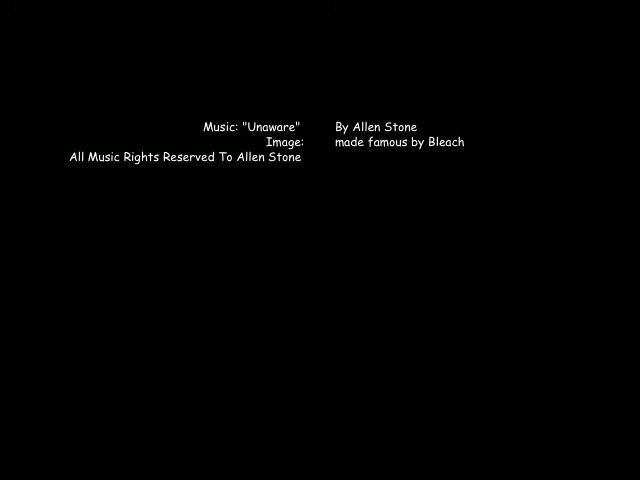 Music: "Unaware" By Allen Stone
Image: made famous by Bleach
All Music Rights Reserved To Allen Stone